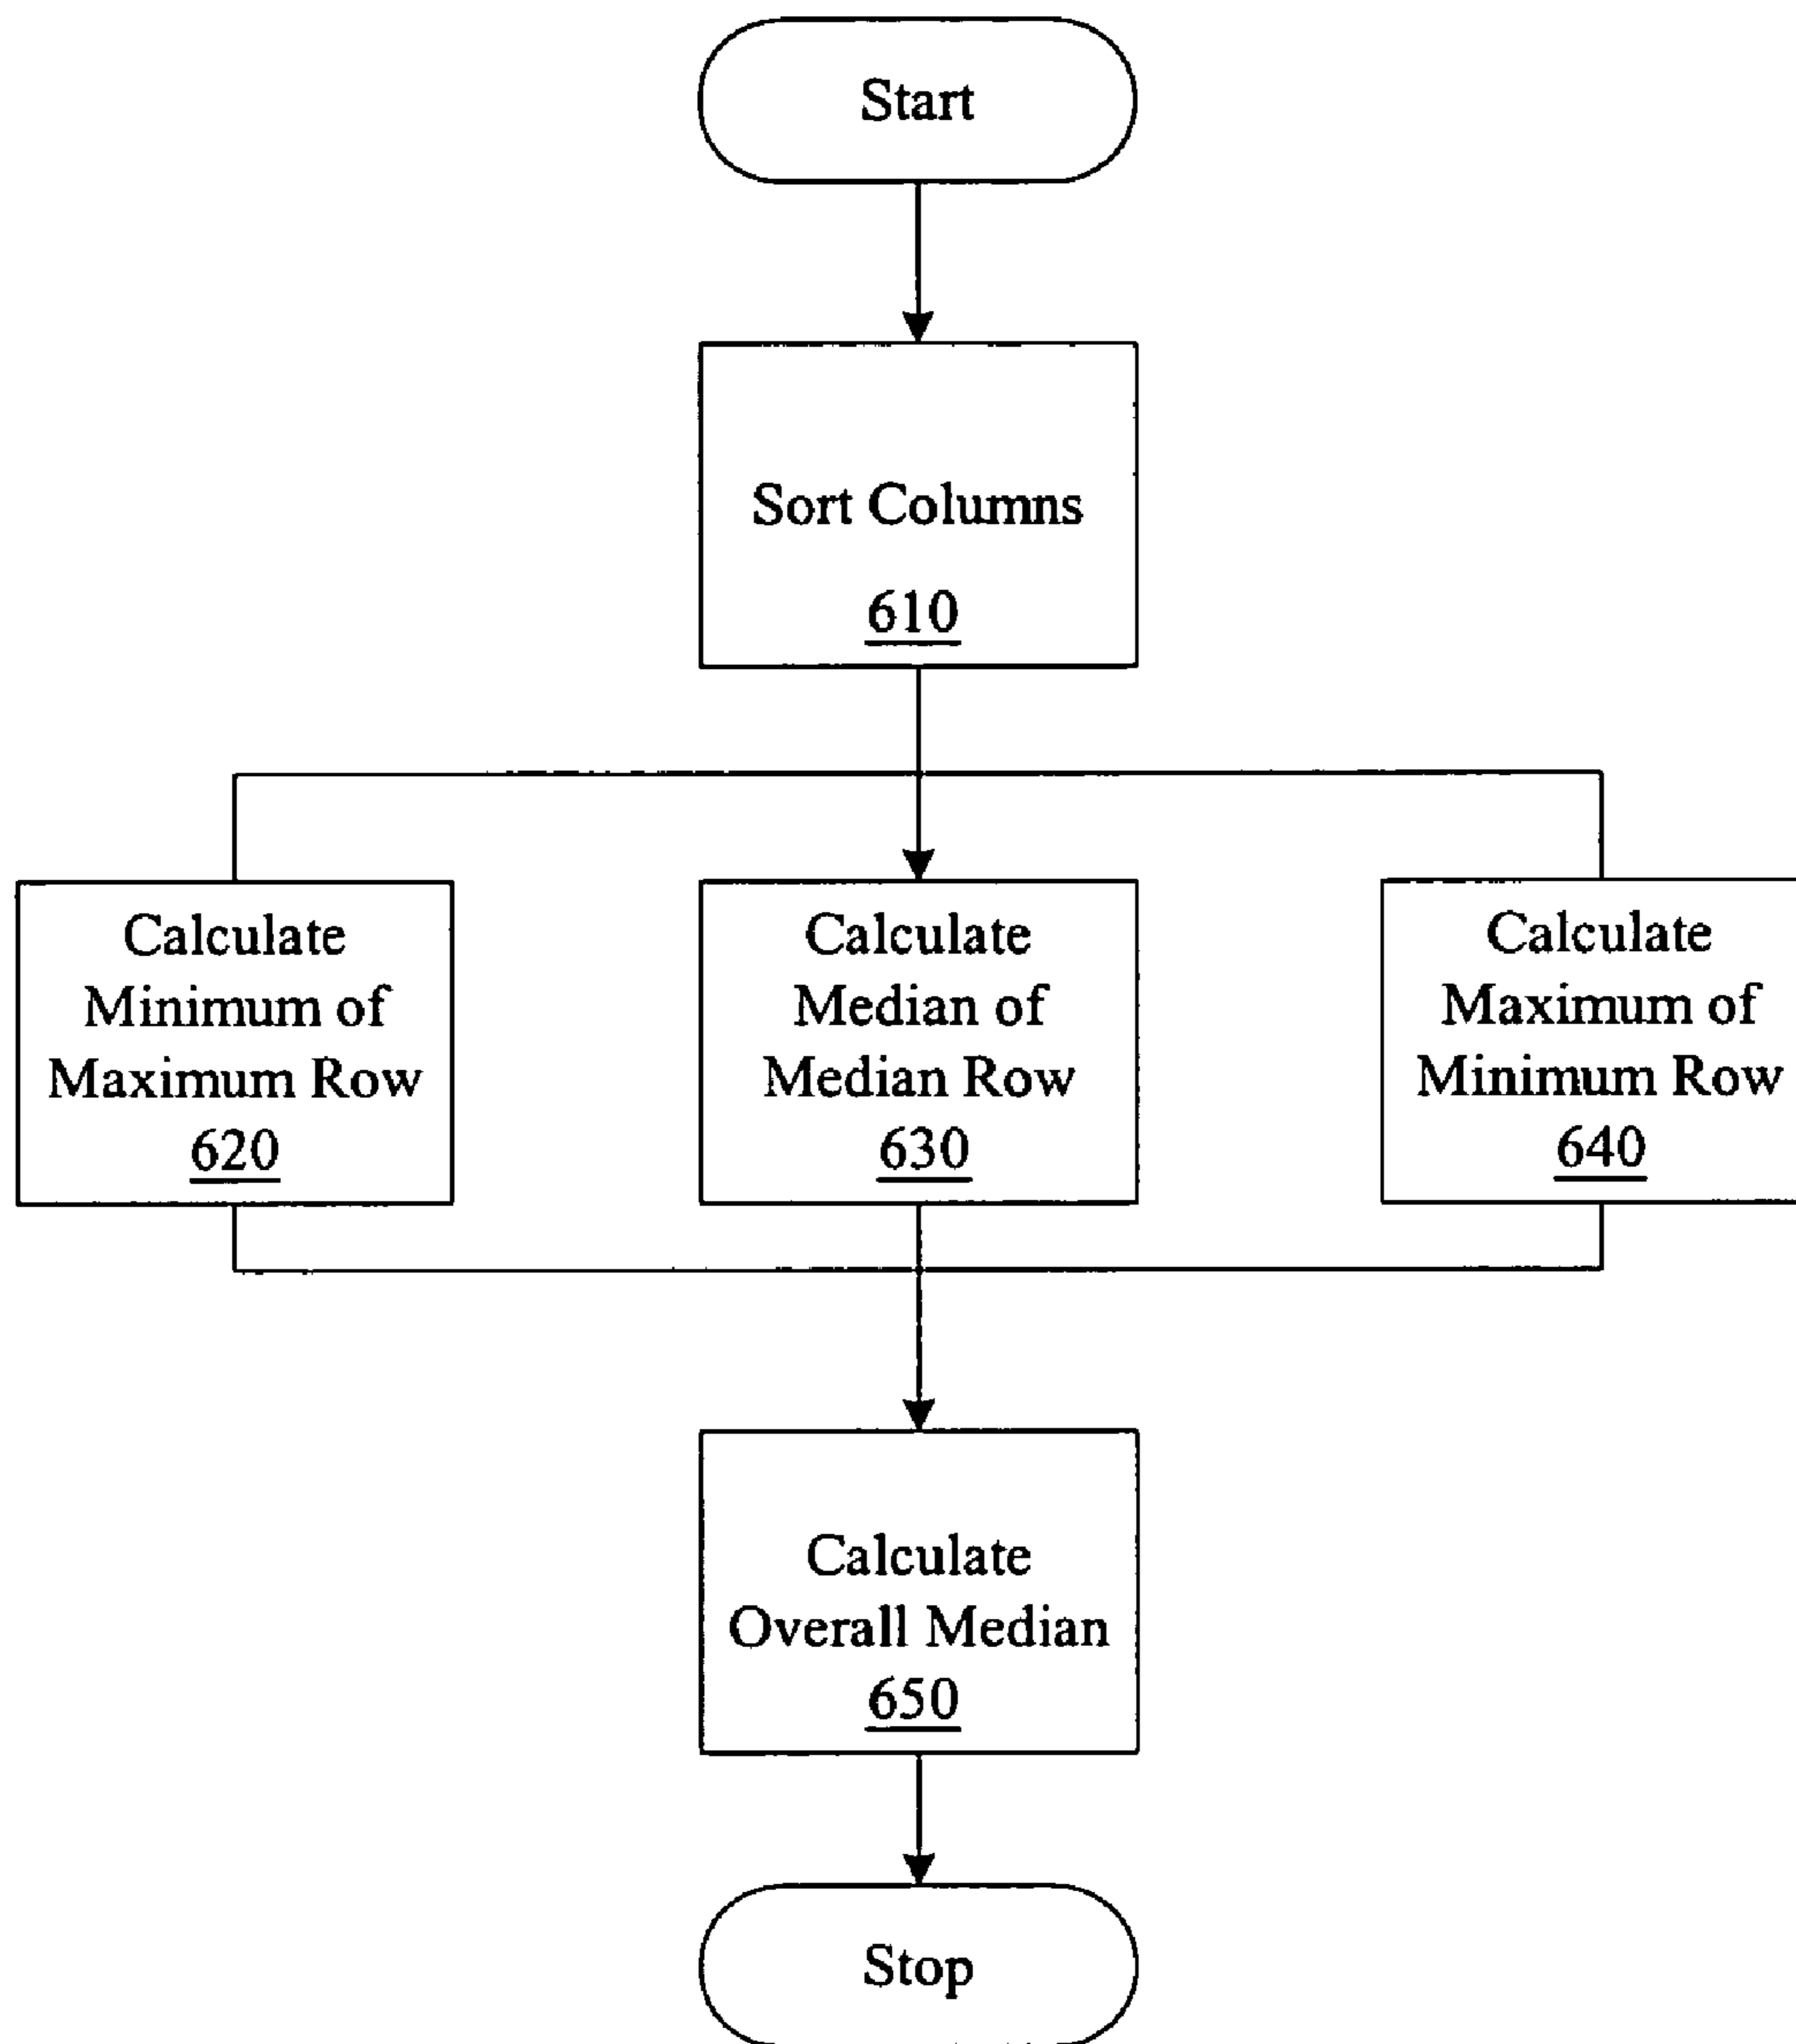 Start
Sort Columns
610
Calculate
Minimum of
Maximum Row
620
Calculate
Median of
Median Row
630
Calculate
Maximum of
Minimum Row
640
Calculate
Overall Median
650
Stop